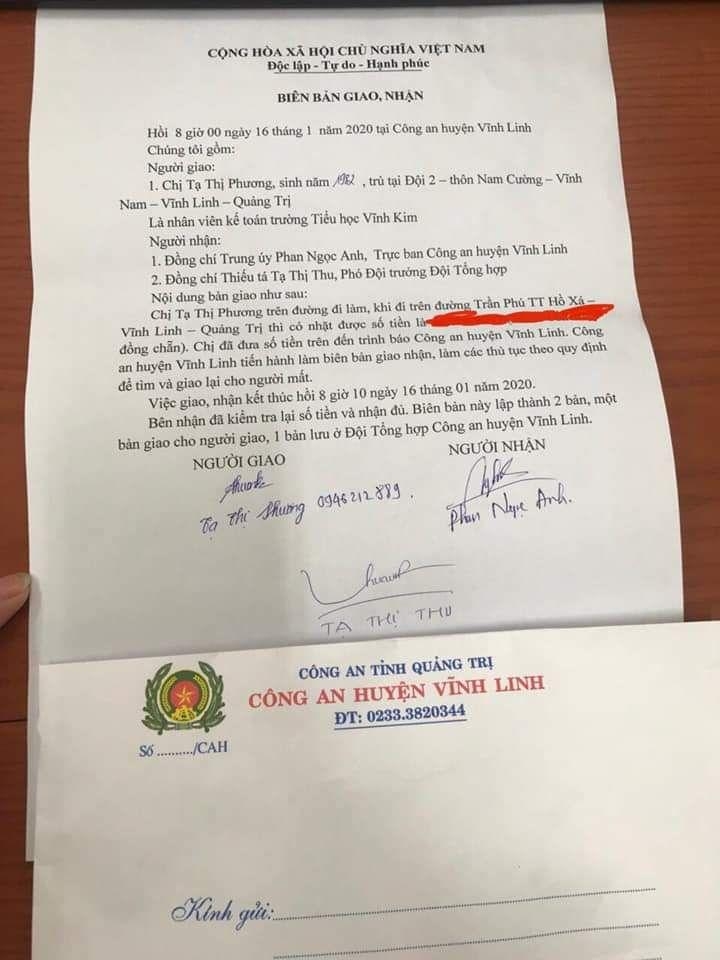 CỘNG HÒA XÃ HỘI CHỦ NGHĨA VIỆT NAM
Độc lập - Tự do - Hạnh phúc
BIÊN BẢN GIAO, NHẬN
Hồi 8 giờ 00 ngày 16 tháng 1 năm 2020 tại Công an huyện Vĩnh Linh
Chúng tôi gồm:
Người giao:
1. Chị Tạ Thị Phương, sinh năm 1962, trú tại Đội 2 – thôn Nam Cường – Vĩnh
Nam – Vĩnh Linh – Quảng Trị
Là nhân viên kế toán trường Tiểu học Vĩnh Kim
Người nhận:
1. Đồng chí Trung úy Phan Ngọc Anh, Trực ban Công an huyện Vĩnh Linh
2. Đồng chí Thiếu tá Tạ Thị Thu, Phó Đội trưởng Đội Tổng hợp
Nội dung bàn giao như sau:
Chị Tạ Thị Phương trên đường đi làm, khi đi trên đường Trần Phú TT Hồ Xá –
Vĩnh Linh – Quảng Trị thì có nhặt được số tiền là
đồng chẵn). Chị đã đưa số tiền trên đến trình báo Công an huyện Vĩnh Linh. Công
an huyện Vĩnh Linh tiến hành làm biên bản giao nhận, làm các thủ tục theo quy định
để tìm và giao lại cho người mất.
Việc giao, nhận kết thúc hồi 8 giờ 10 ngày 16 tháng 01 năm 2020.
Bên nhận đã kiểm tra lại số tiền và nhận đủ. Biên bản này lập thành 2 bản, một
bản giao cho người giao, 1 bản lưu ở Đội Tổng hợp Công an huyện Vĩnh Linh.
NGƯỜI GIAO NGƯỜI NHẬN
Tạ Thị Phương 0946212889.
Phan Ngọc Anh.
TẠ THỊ THU
CÔNG AN TỈNH QUẢNG TRỊ
CÔNG AN HUYỆN VĨNH LINH
ĐT: 0233.3820344
Số ........../CAH
Kính gửi: